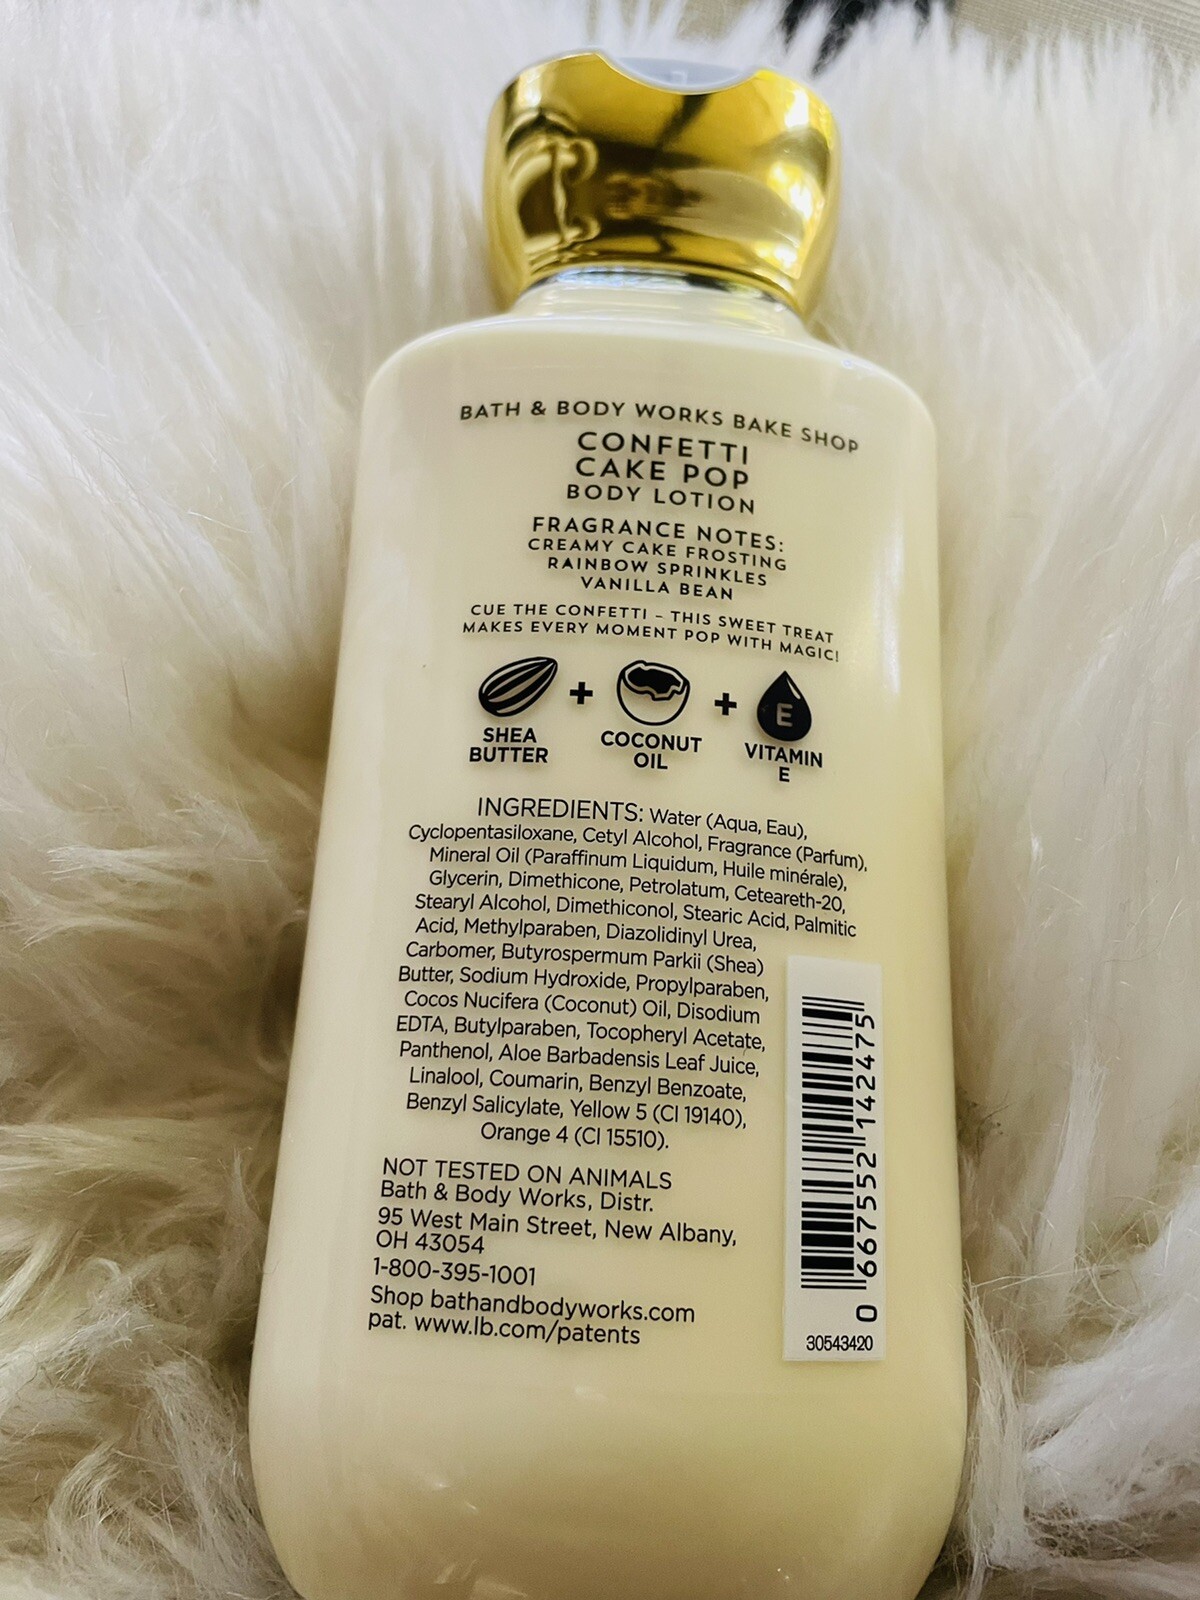 BATH & BODY WORKS BAKE SHOP
CONFETTI
CAKE POP
BODY LOTION
FRAGRANCE NOTES:
CREAMY CAKE FROSTING
RAINBOW SPRINKLES
VANILLA BEAN
CUE THE CONFETTI – THIS SWEET TREAT
MAKES EVERY MOMENT POP WITH MAGIC!
+ + E
SHEA
BUTTER
COCONUT
OIL
VITAMIN
E
INGREDIENTS: Water (Aqua, Eau),
Cyclopentasiloxane, Cetyl Alcohol, Fragrance (Parfum),
Mineral Oil (Paraffinum Liquidum, Huile minérale),
Glycerin, Dimethicone, Petrolatum, Ceteareth-20,
Stearyl Alcohol, Dimethiconol, Stearic Acid, Palmitic
Acid, Methylparaben, Diazolidinyl Urea,
Carbomer, Butyrospermum Parkii (Shea)
Butter, Sodium Hydroxide, Propylparaben,
Cocos Nucifera (Coconut) Oil, Disodium
EDTA, Butylparaben, Tocopheryl Acetate,
Panthenol, Aloe Barbadensis Leaf Juice,
Linalool, Coumarin, Benzyl Benzoate,
Benzyl Salicylate, Yellow 5 (CI 19140),
Orange 4 (CI 15510).
NOT TESTED ON ANIMALS
Bath & Body Works, Distr.
95 West Main Street, New Albany,
OH 43054
1-800-395-1001
Shop bathandbodyworks.com
pat. www.lb.com/patents
0 667552 142475
30543420